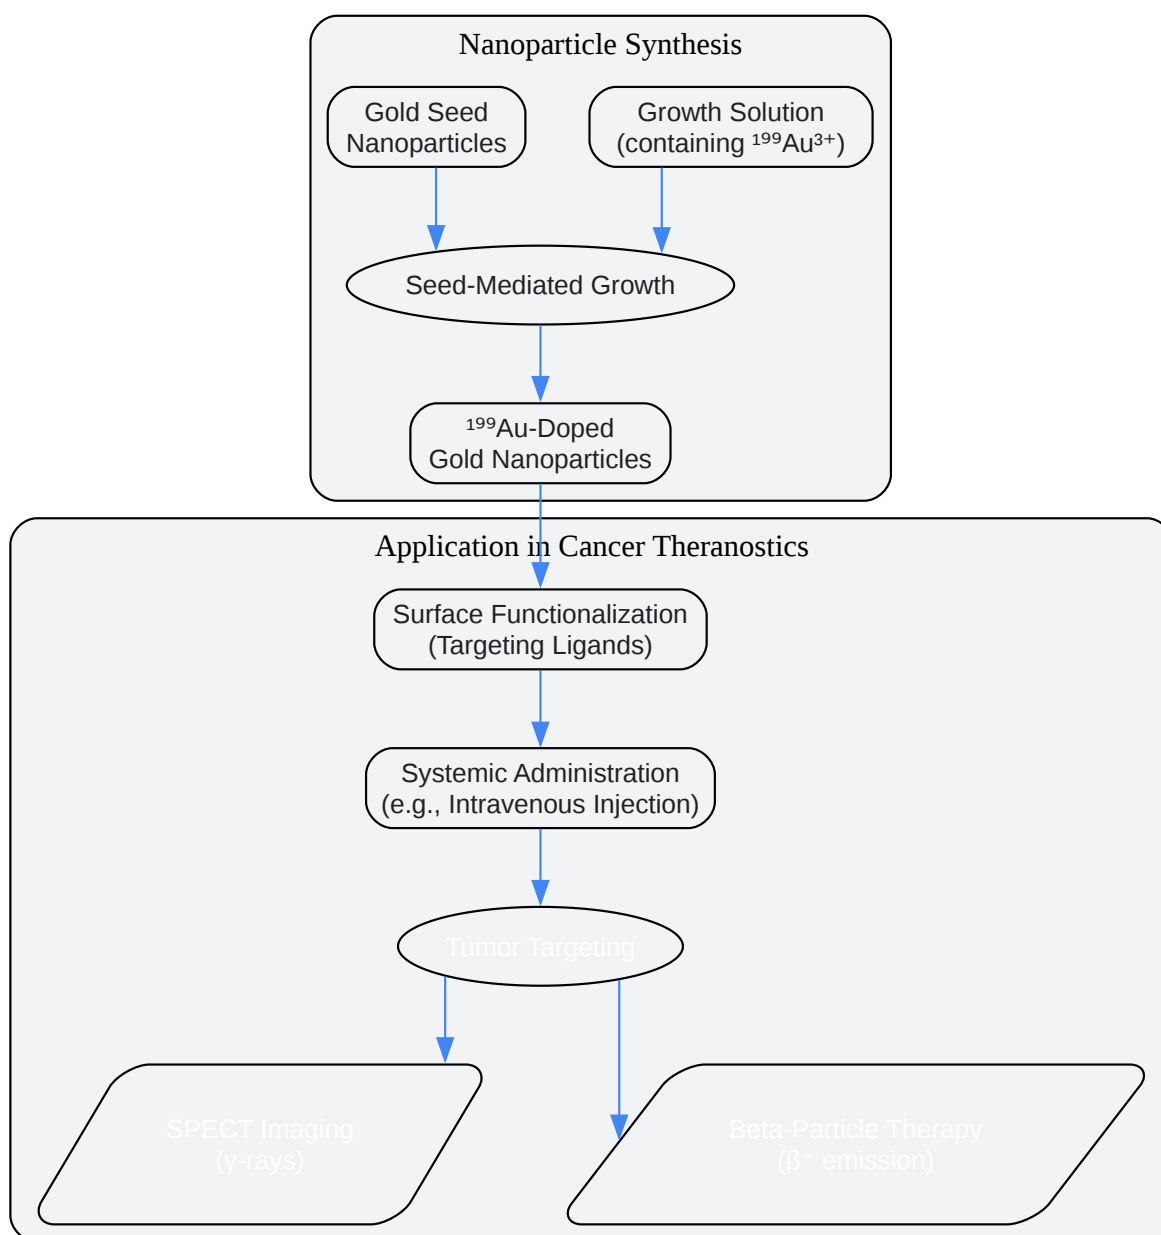 Nanoparticle Synthesis
Gold Seed
Nanoparticles
Growth Solution
(containing ¹⁹⁹Au³⁺)
Seed-Mediated Growth
¹⁹⁹Au-Doped
Gold Nanoparticles
Application in Cancer Theranostics
Surface Functionalization
(Targeting Ligands)
Systemic Administration
(e.g., Intravenous Injection)
Tumor Targeting
SPECT Imaging
(γ-rays)
Beta-Particle Therapy
(β⁻ emission)